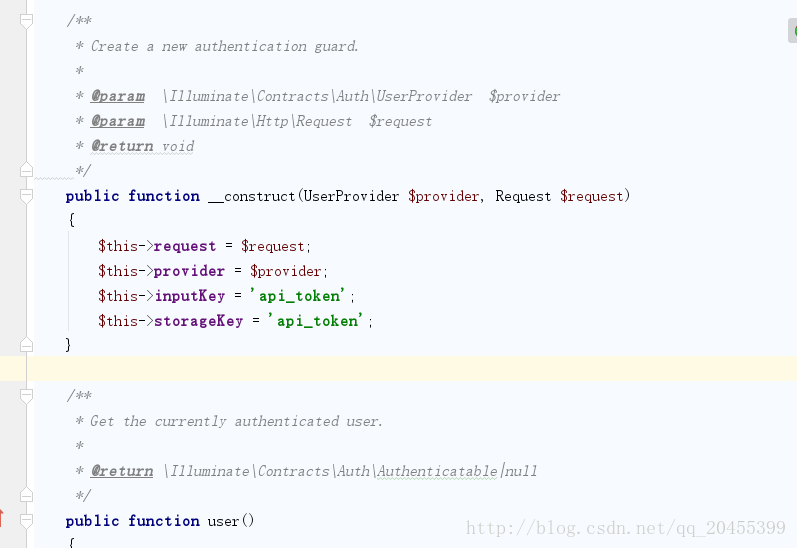 /**
 * Create a new authentication guard.
 *
 * @param  \Illuminate\Contracts\Auth\UserProvider  $provider
 * @param  \Illuminate\Http\Request  $request
 * @return void
 */
public function __construct(UserProvider $provider, Request $request)
{
    $this->request = $request;
    $this->provider = $provider;
    $this->inputKey = 'api_token';
    $this->storageKey = 'api_token';
}
/**
 * Get the currently authenticated user.
 *
 * @return \Illuminate\Contracts\Auth\Authenticatable|null
 */
public function user()
{
http://blog.csdn.net/qq_20455399